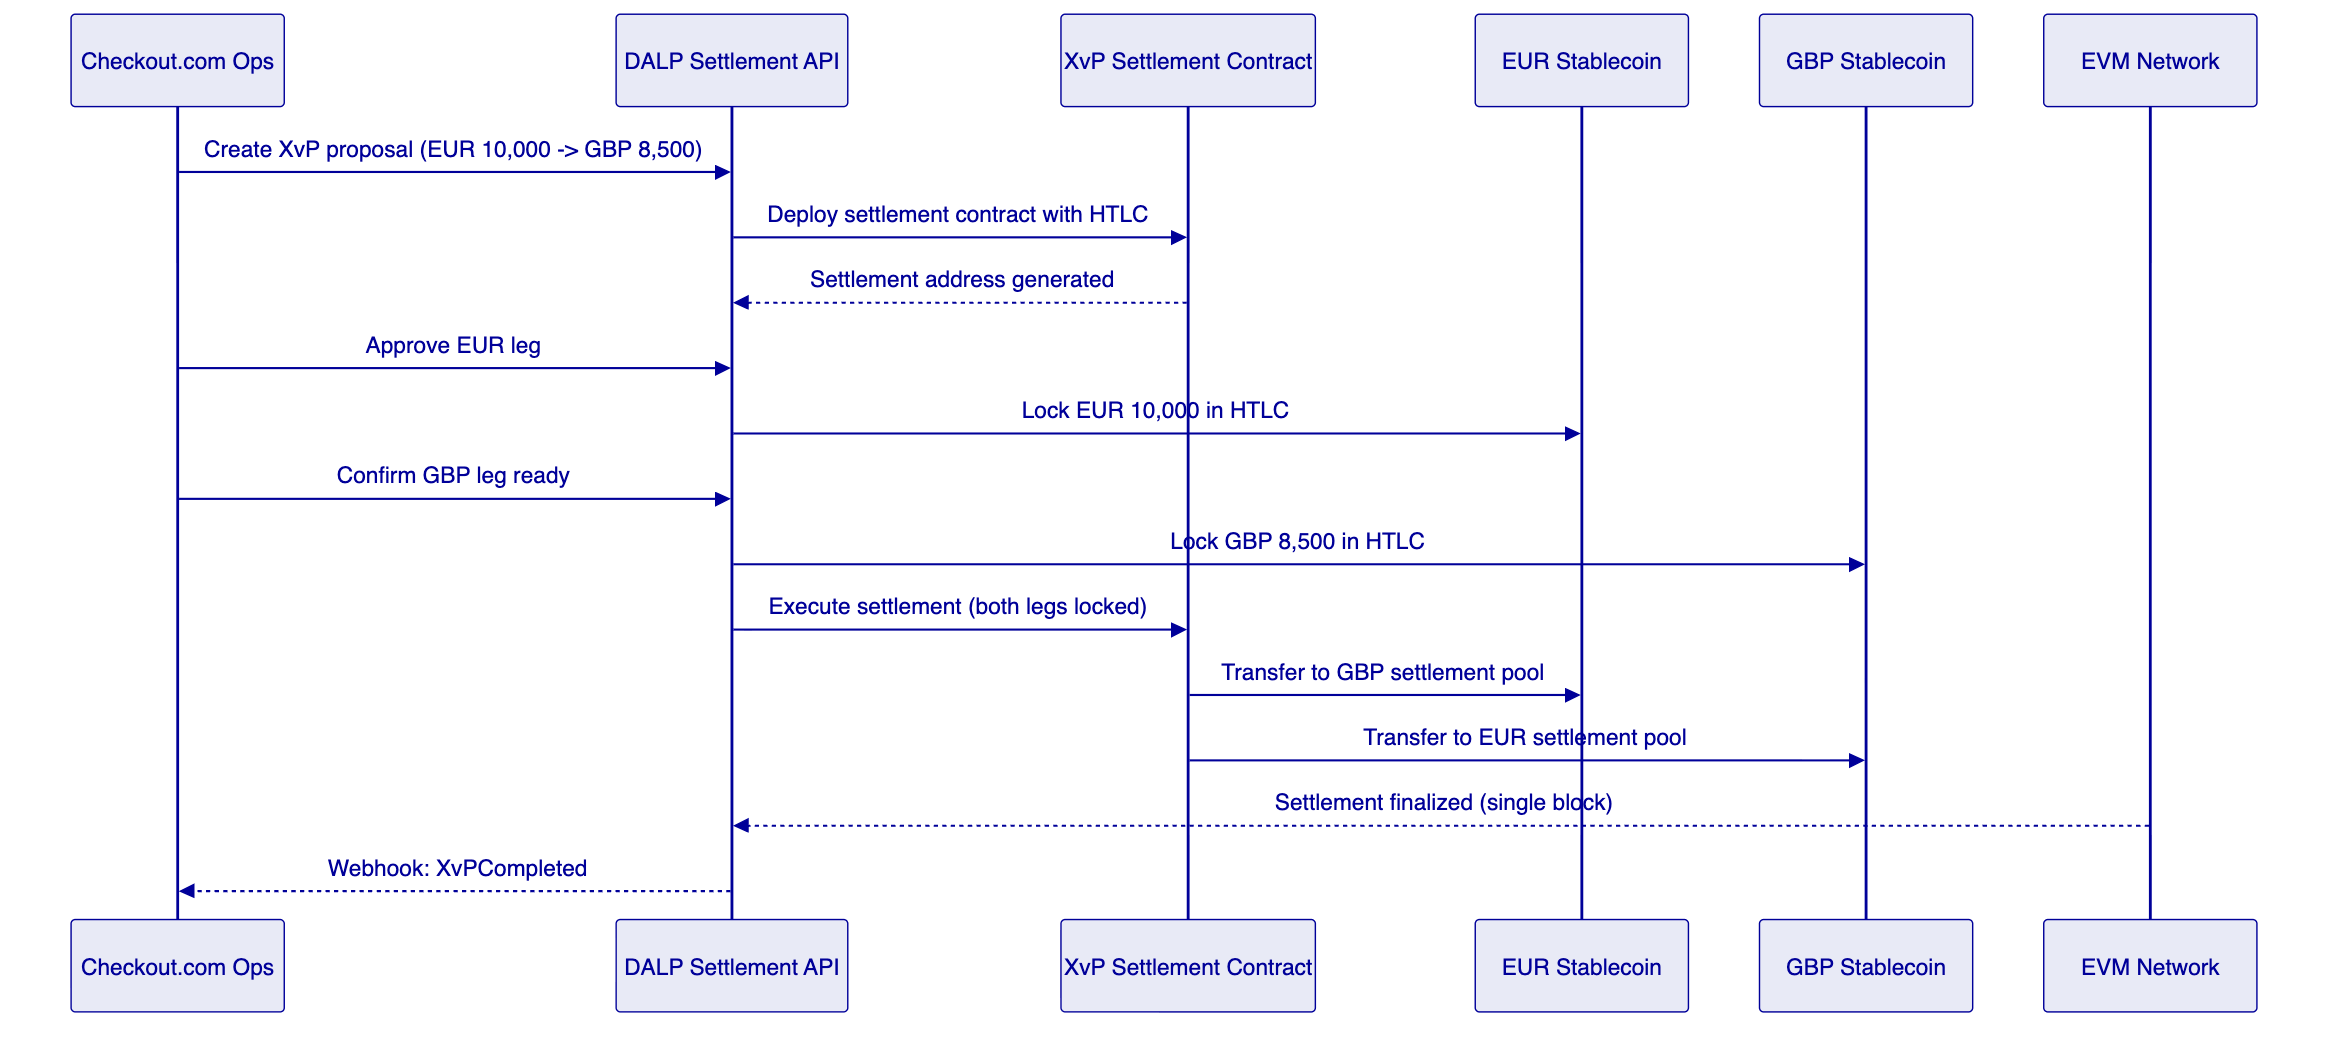 Checkout.com Ops
DALP Settlement API
XvP Settlement Contract
EUR Stablecoin
GBP Stablecoin
EVM Network
Create XvP proposal (EUR 10,000 -> GBP 8,500)
Deploy settlement contract with HTLC
Settlement address generated
Approve EUR leg
Lock EUR 10,000 in HTLC
Confirm GBP leg ready
Lock GBP 8,500 in HTLC
Execute settlement (both legs locked)
Transfer to GBP settlement pool
Transfer to EUR settlement pool
Settlement finalized (single block)
Webhook: XvPCompleted
Checkout.com Ops
DALP Settlement API
XvP Settlement Contract
EUR Stablecoin
GBP Stablecoin
EVM Network